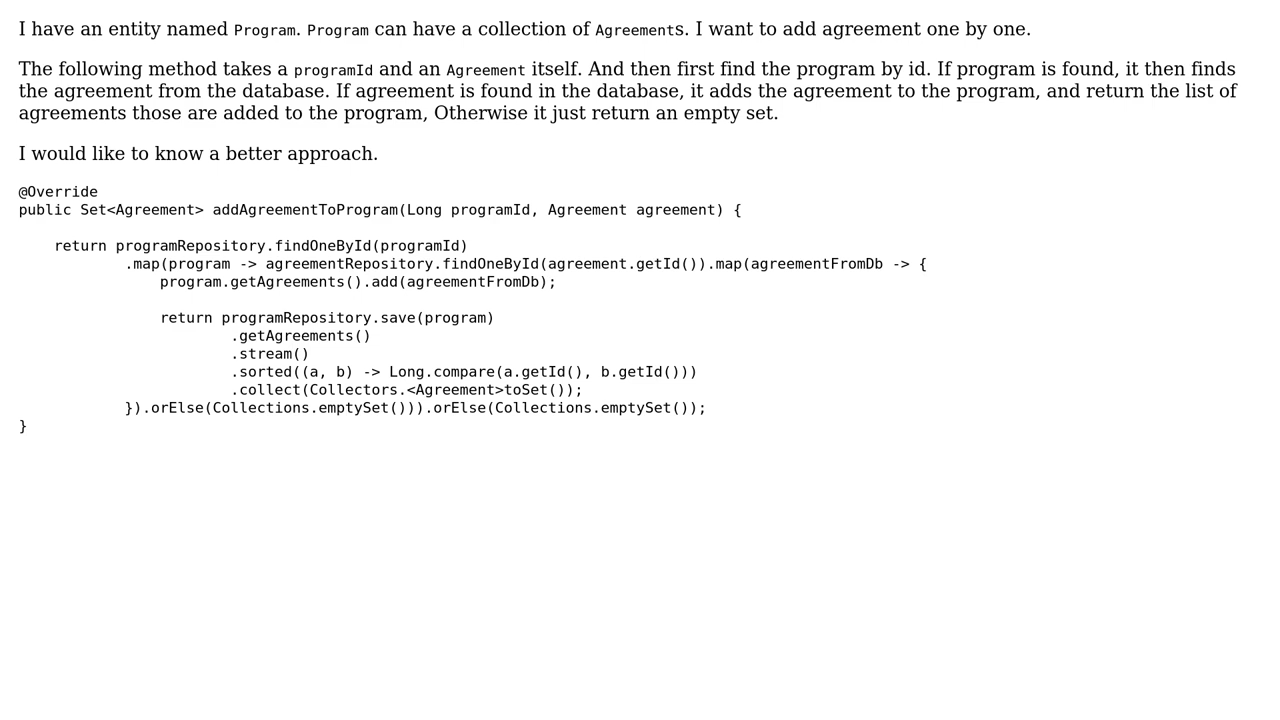 I have an entity named Program. Program can have a collection of Agreements. I want to add agreement one by one.
The following method takes a programId and an Agreement itself. And then first find the program by id. If program is found, it then finds
the agreement from the database. If agreement is found in the database, it adds the agreement to the program, and return the list of
agreements those are added to the program, Otherwise it just return an empty set.
I would like to know a better approach.
@Override
public Set<Agreement> addAgreementToProgram(Long programId, Agreement agreement) {
    return programRepository.findOneById(programId)
            .map(program -> agreementRepository.findOneById(agreement.getId()).map(agreementFromDb -> {
                program.getAgreements().add(agreementFromDb);
                return programRepository.save(program)
                        .getAgreements()
                        .stream()
                        .sorted((a, b) -> Long.compare(a.getId(), b.getId()))
                        .collect(Collectors.<Agreement>toSet());
            }).orElse(Collections.emptySet())).orElse(Collections.emptySet());
}